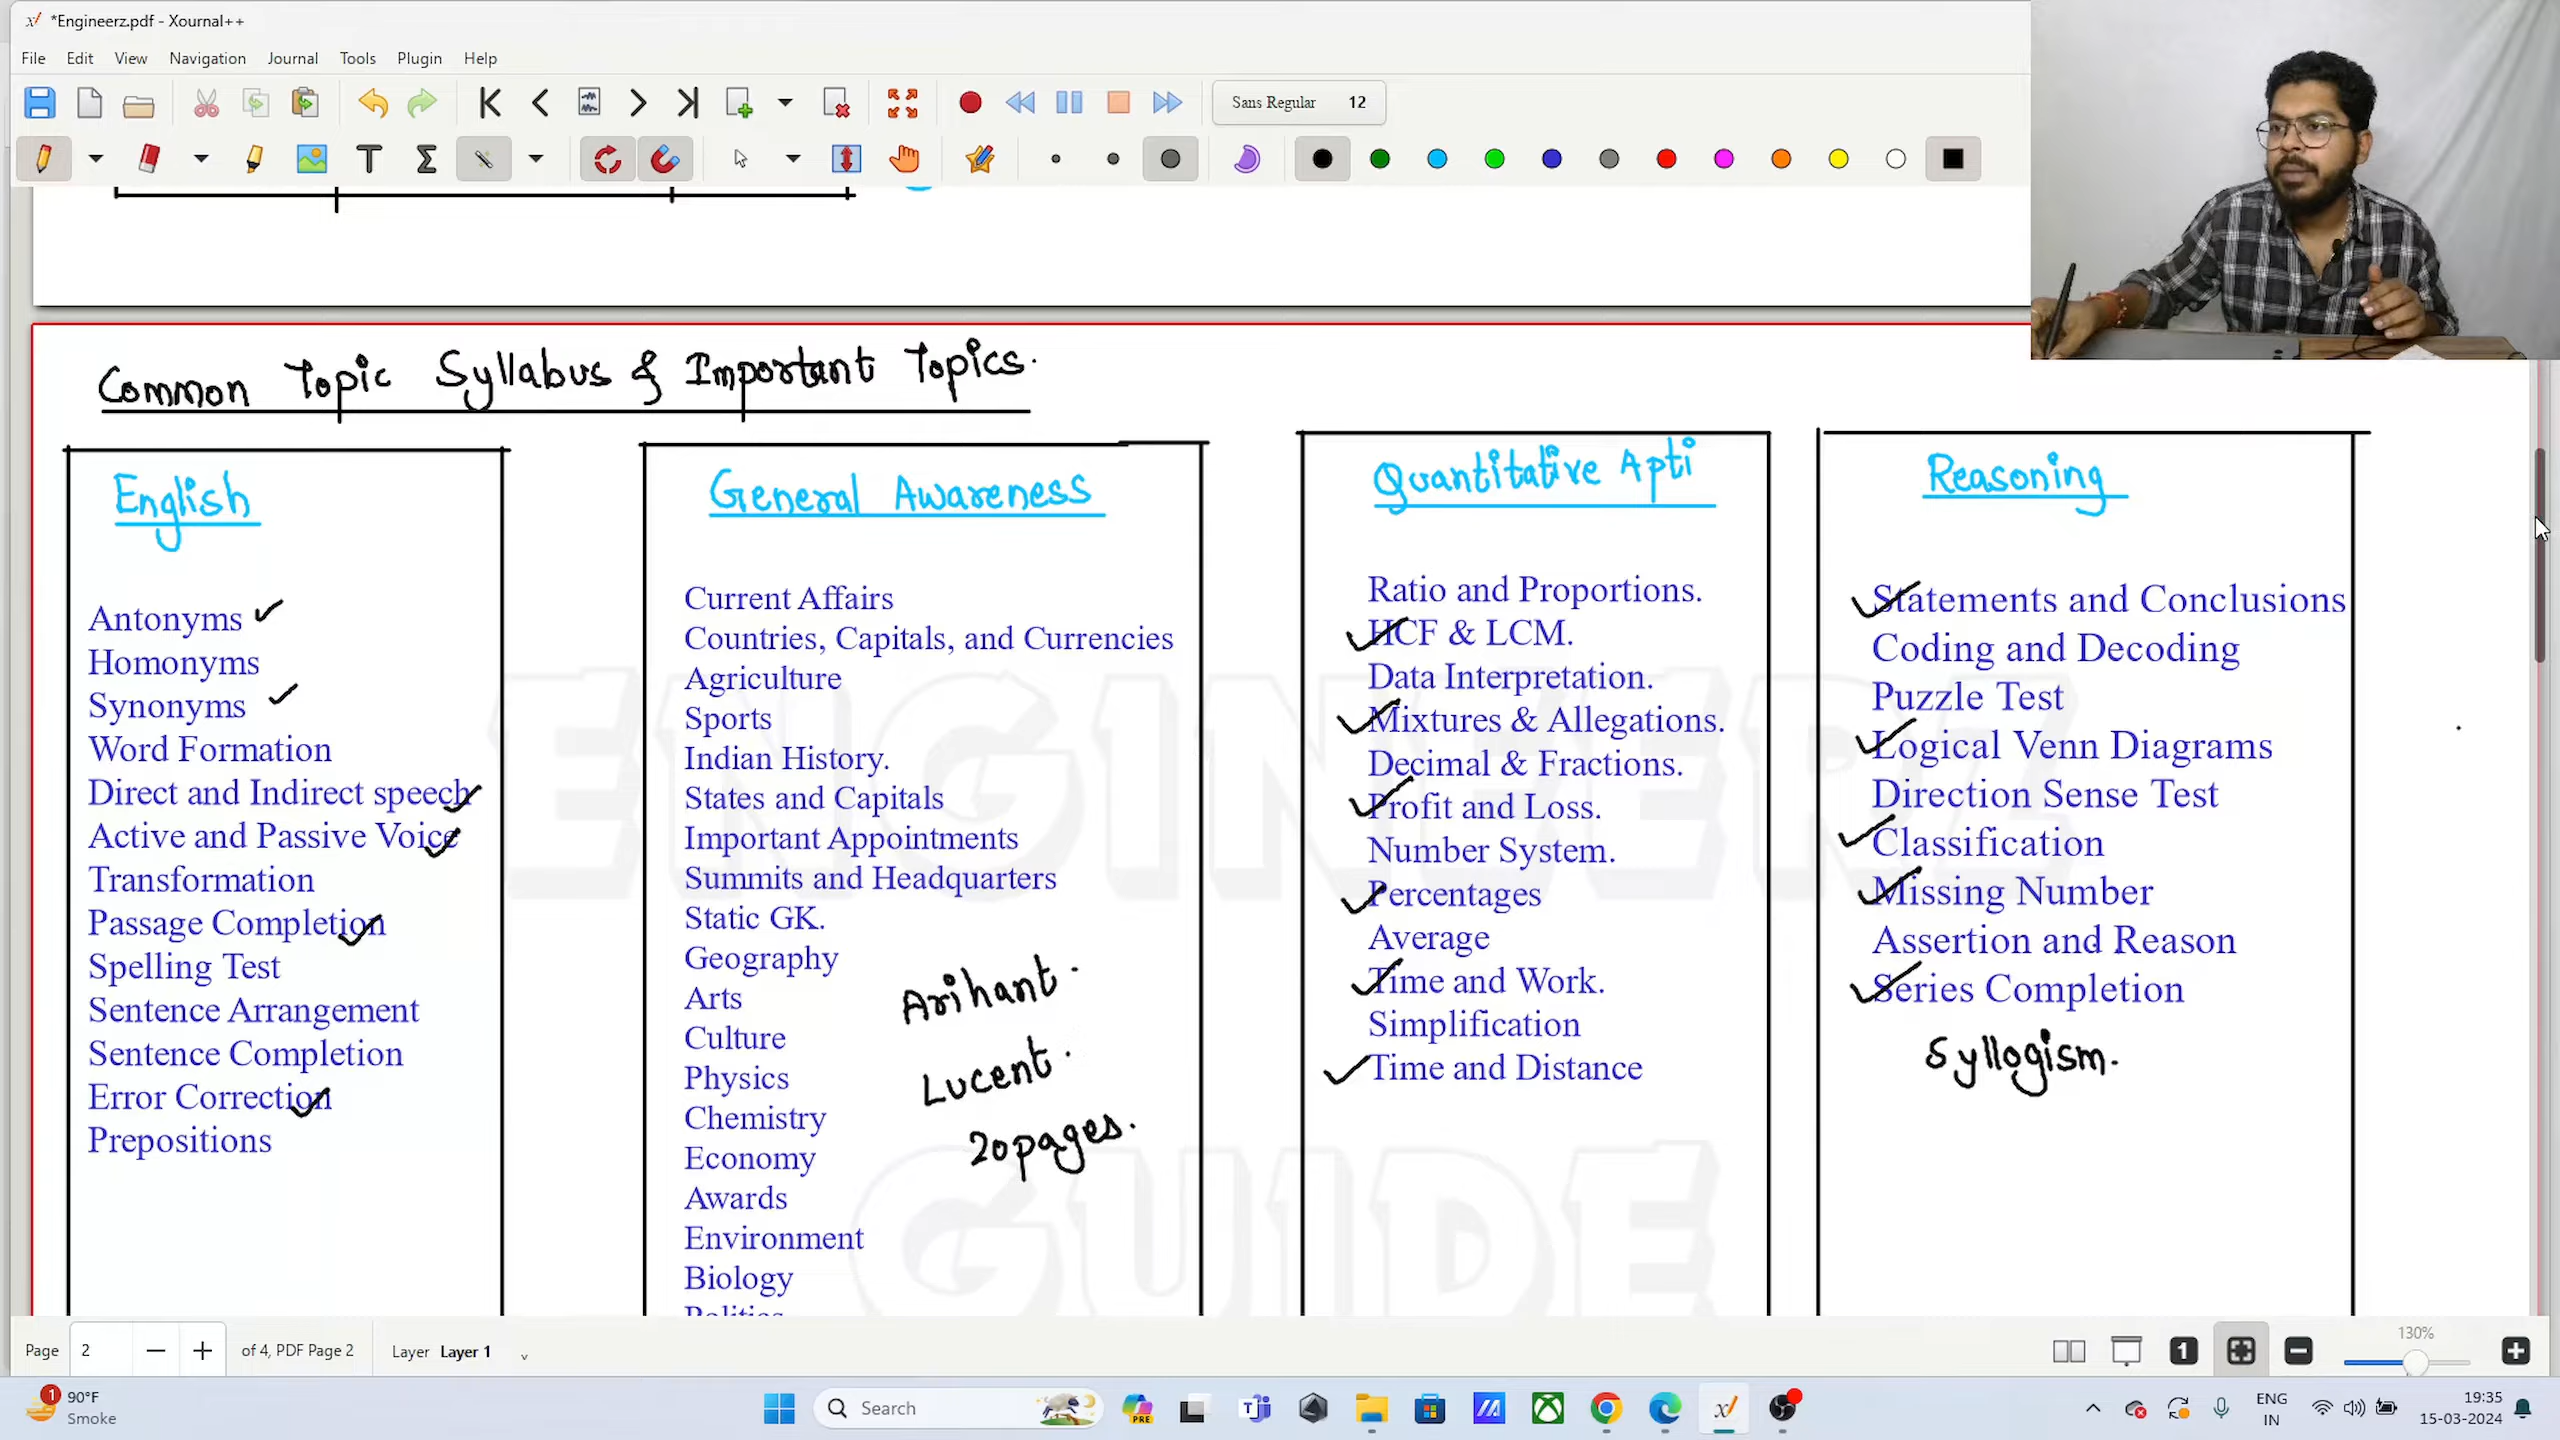 *Engineerz.pdf - Xournal++
File Edit View Navigation Journal Tools Plugin Help
Sans Regular 12
T Σ
Common Topic Syllabus & Important Topics.
English
Antonyms
Homonyms
Synonyms
Word Formation
Direct and Indirect speech
Active and Passive Voice
Transformation
Passage Completion
Spelling Test
Sentence Arrangement
Sentence Completion
Error Correction
Prepositions
General Awareness
Current Affairs
Countries, Capitals, and Currencies
Agriculture
Sports
Indian History.
States and Capitals
Important Appointments
Summits and Headquarters
Static GK.
Geography
Arts
Culture
Physics
Chemistry
Economy
Awards
Environment
Biology
Politics
Arihant.
Lucent.
20pages.
Quantitative Apti
Ratio and Proportions.
HCF & LCM.
Data Interpretation.
Mixtures & Allegations.
Decimal & Fractions.
Profit and Loss.
Number System.
Percentages
Average
Time and Work.
Simplification
Time and Distance
Reasoning
Statements and Conclusions
Coding and Decoding
Puzzle Test
Logical Venn Diagrams
Direction Sense Test
Classification
Missing Number
Assertion and Reason
Series Completion
Syllogism.
ENGINEERZ
GUIDE
Page 2 of 4, PDF Page 2 Layer Layer 1
1
130%
1
90°F
Smoke
Search
PRE
ENG
IN
19:35
15-03-2024